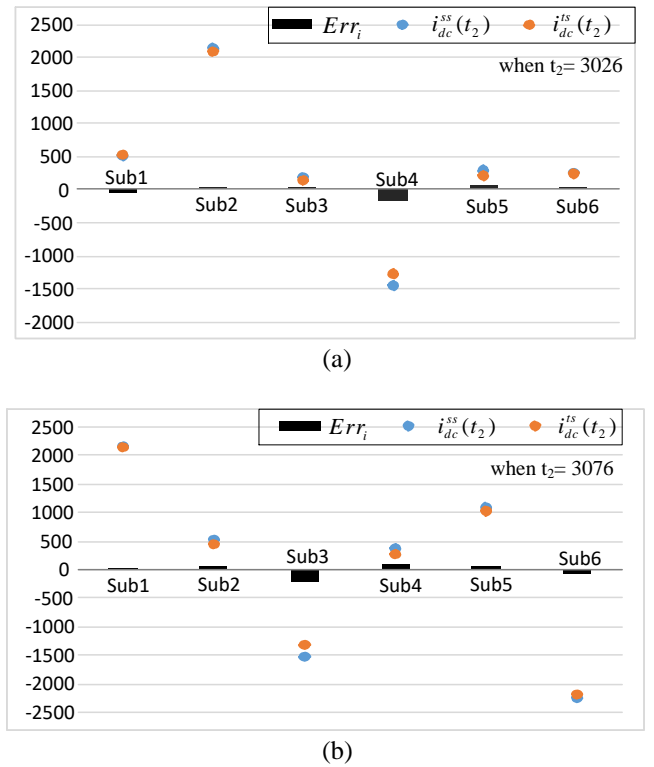 2500
Err_i i_dc^ss(t_2) i_dc^ts(t_2)
2000
when t_2= 3026
1500
1000
500
Sub1 Sub4
0
Sub2 Sub3 Sub5 Sub6
-500
-1000
-1500
-2000
(a)
2500
Err_i i_dc^ss(t_2) i_dc^ts(t_2)
2000
when t_2= 3076
1500
1000
500
Sub3 Sub6
0
Sub1 Sub2 Sub4 Sub5
-500
-1000
-1500
-2000
-2500
(b)